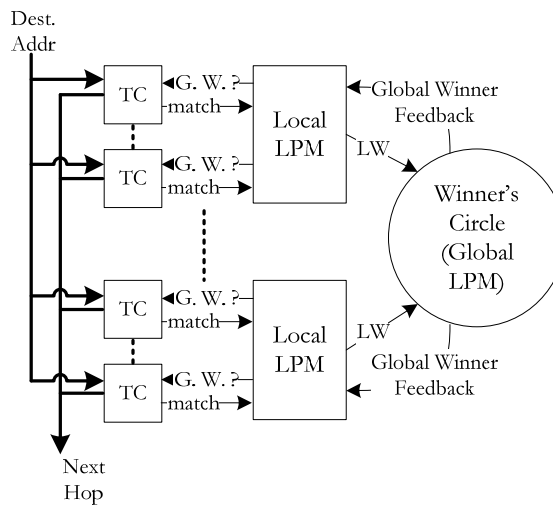 Dest.
Addr
TC
G. W. ?
match
TC
G. W. ?
match
Local
LPM
Global Winner
Feedback
LW
Winner's
Circle
(Global
LPM)
TC
G. W. ?
match
TC
G. W. ?
match
Local
LPM
LW
Global Winner
Feedback
Next
Hop